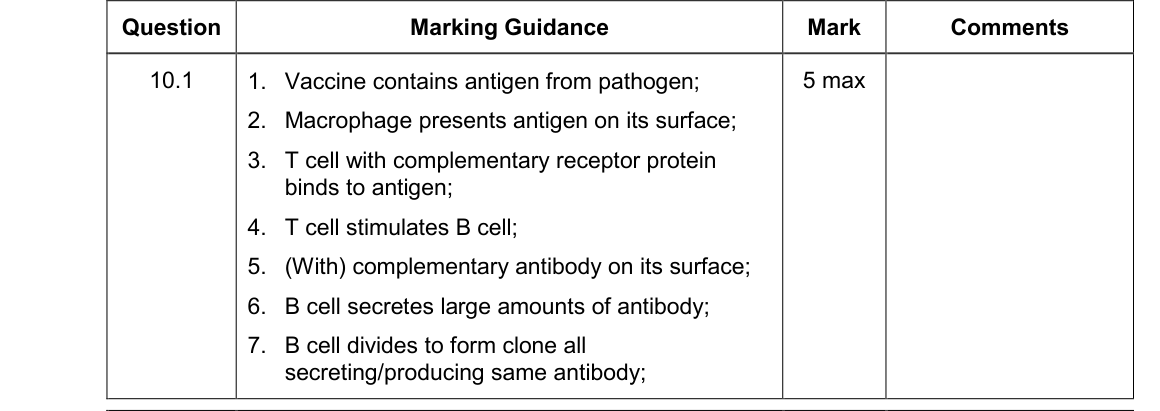 Question Marking Guidance Mark Comments
10.1 1. Vaccine contains antigen from pathogen; 5 max
2. Macrophage presents antigen on its surface;
3. T cell with complementary receptor protein
binds to antigen;
4. T cell stimulates B cell;
5. (With) complementary antibody on its surface;
6. B cell secretes large amounts of antibody;
7. B cell divides to form clone all
secreting/producing same antibody;